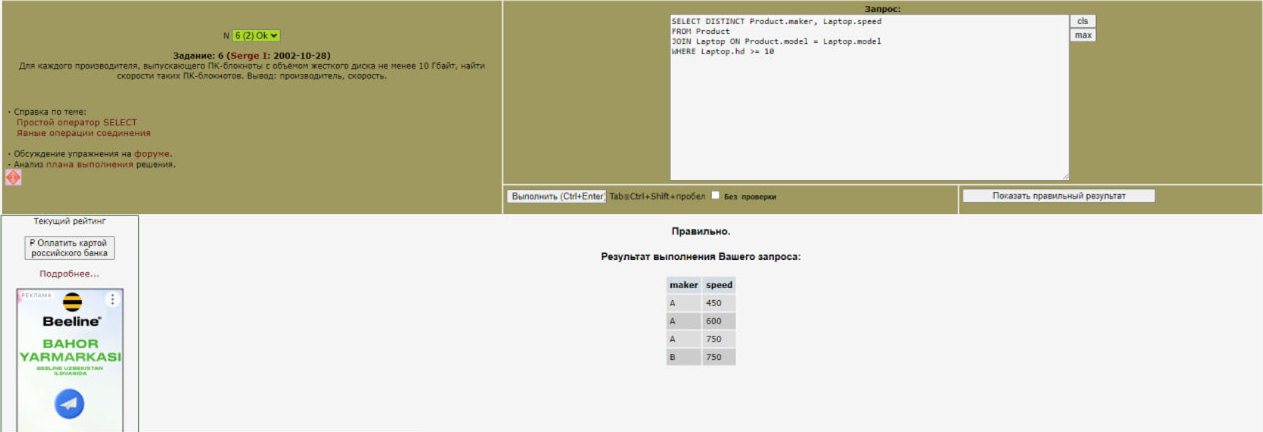 N 6 (2) Ok
Задание: 6 (Serge I: 2002-10-28)
Для каждого производителя, выпускающего ПК-блокноты c объёмом жесткого диска не менее 10 Гбайт, найти
скорости таких ПК-блокнотов. Вывод: производитель, скорость.
- Справка по теме:
Простой оператор SELECT
Явные операции соединения
- Обсуждение упражнения на форуме.
- Анализ плана выполнения решения.
Запрос:
SELECT DISTINCT Product.maker, Laptop.speed
FROM Product
JOIN Laptop ON Product.model = Laptop.model
WHERE Laptop.hd >= 10
cls
max
Выполнить (Ctrl+Enter) Tab≡Ctrl+Shift+пробел Без проверки
Показать правильный результат
Текущий рейтинг
₽ Оплатить картой
российского банка
Подробнее...
РЕКЛАМА
Beeline
BAHOR
YARMARKASI
BEELINE UZBEKISTAN
ILOVASIDA
Правильно.
Результат выполнения Вашего запроса:
maker speed
A 450
A 600
A 750
B 750